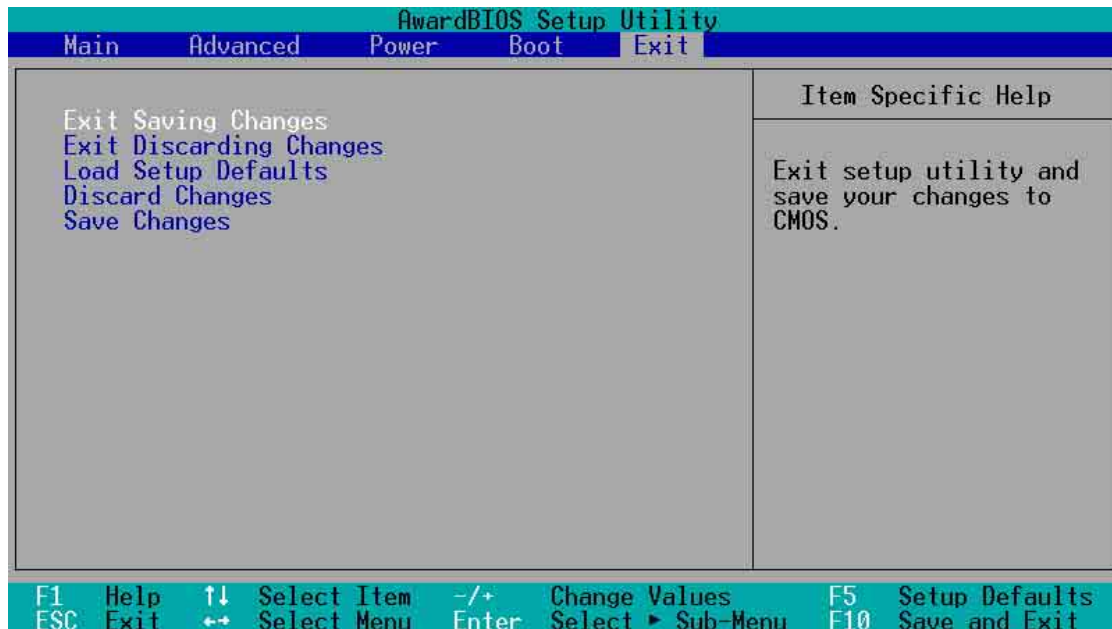 AwardBIOS Setup Utility
Main Advanced Power Boot Exit
Item Specific Help
Exit Saving Changes
Exit Discarding Changes
Load Setup Defaults
Discard Changes
Save Changes
Exit setup utility and
save your changes to
CMOS.
F1 Help ↑↓ Select Item -/+ Change Values F5 Setup Defaults
ESC Exit ←→ Select Menu Enter Select ► Sub-Menu F10 Save and Exit